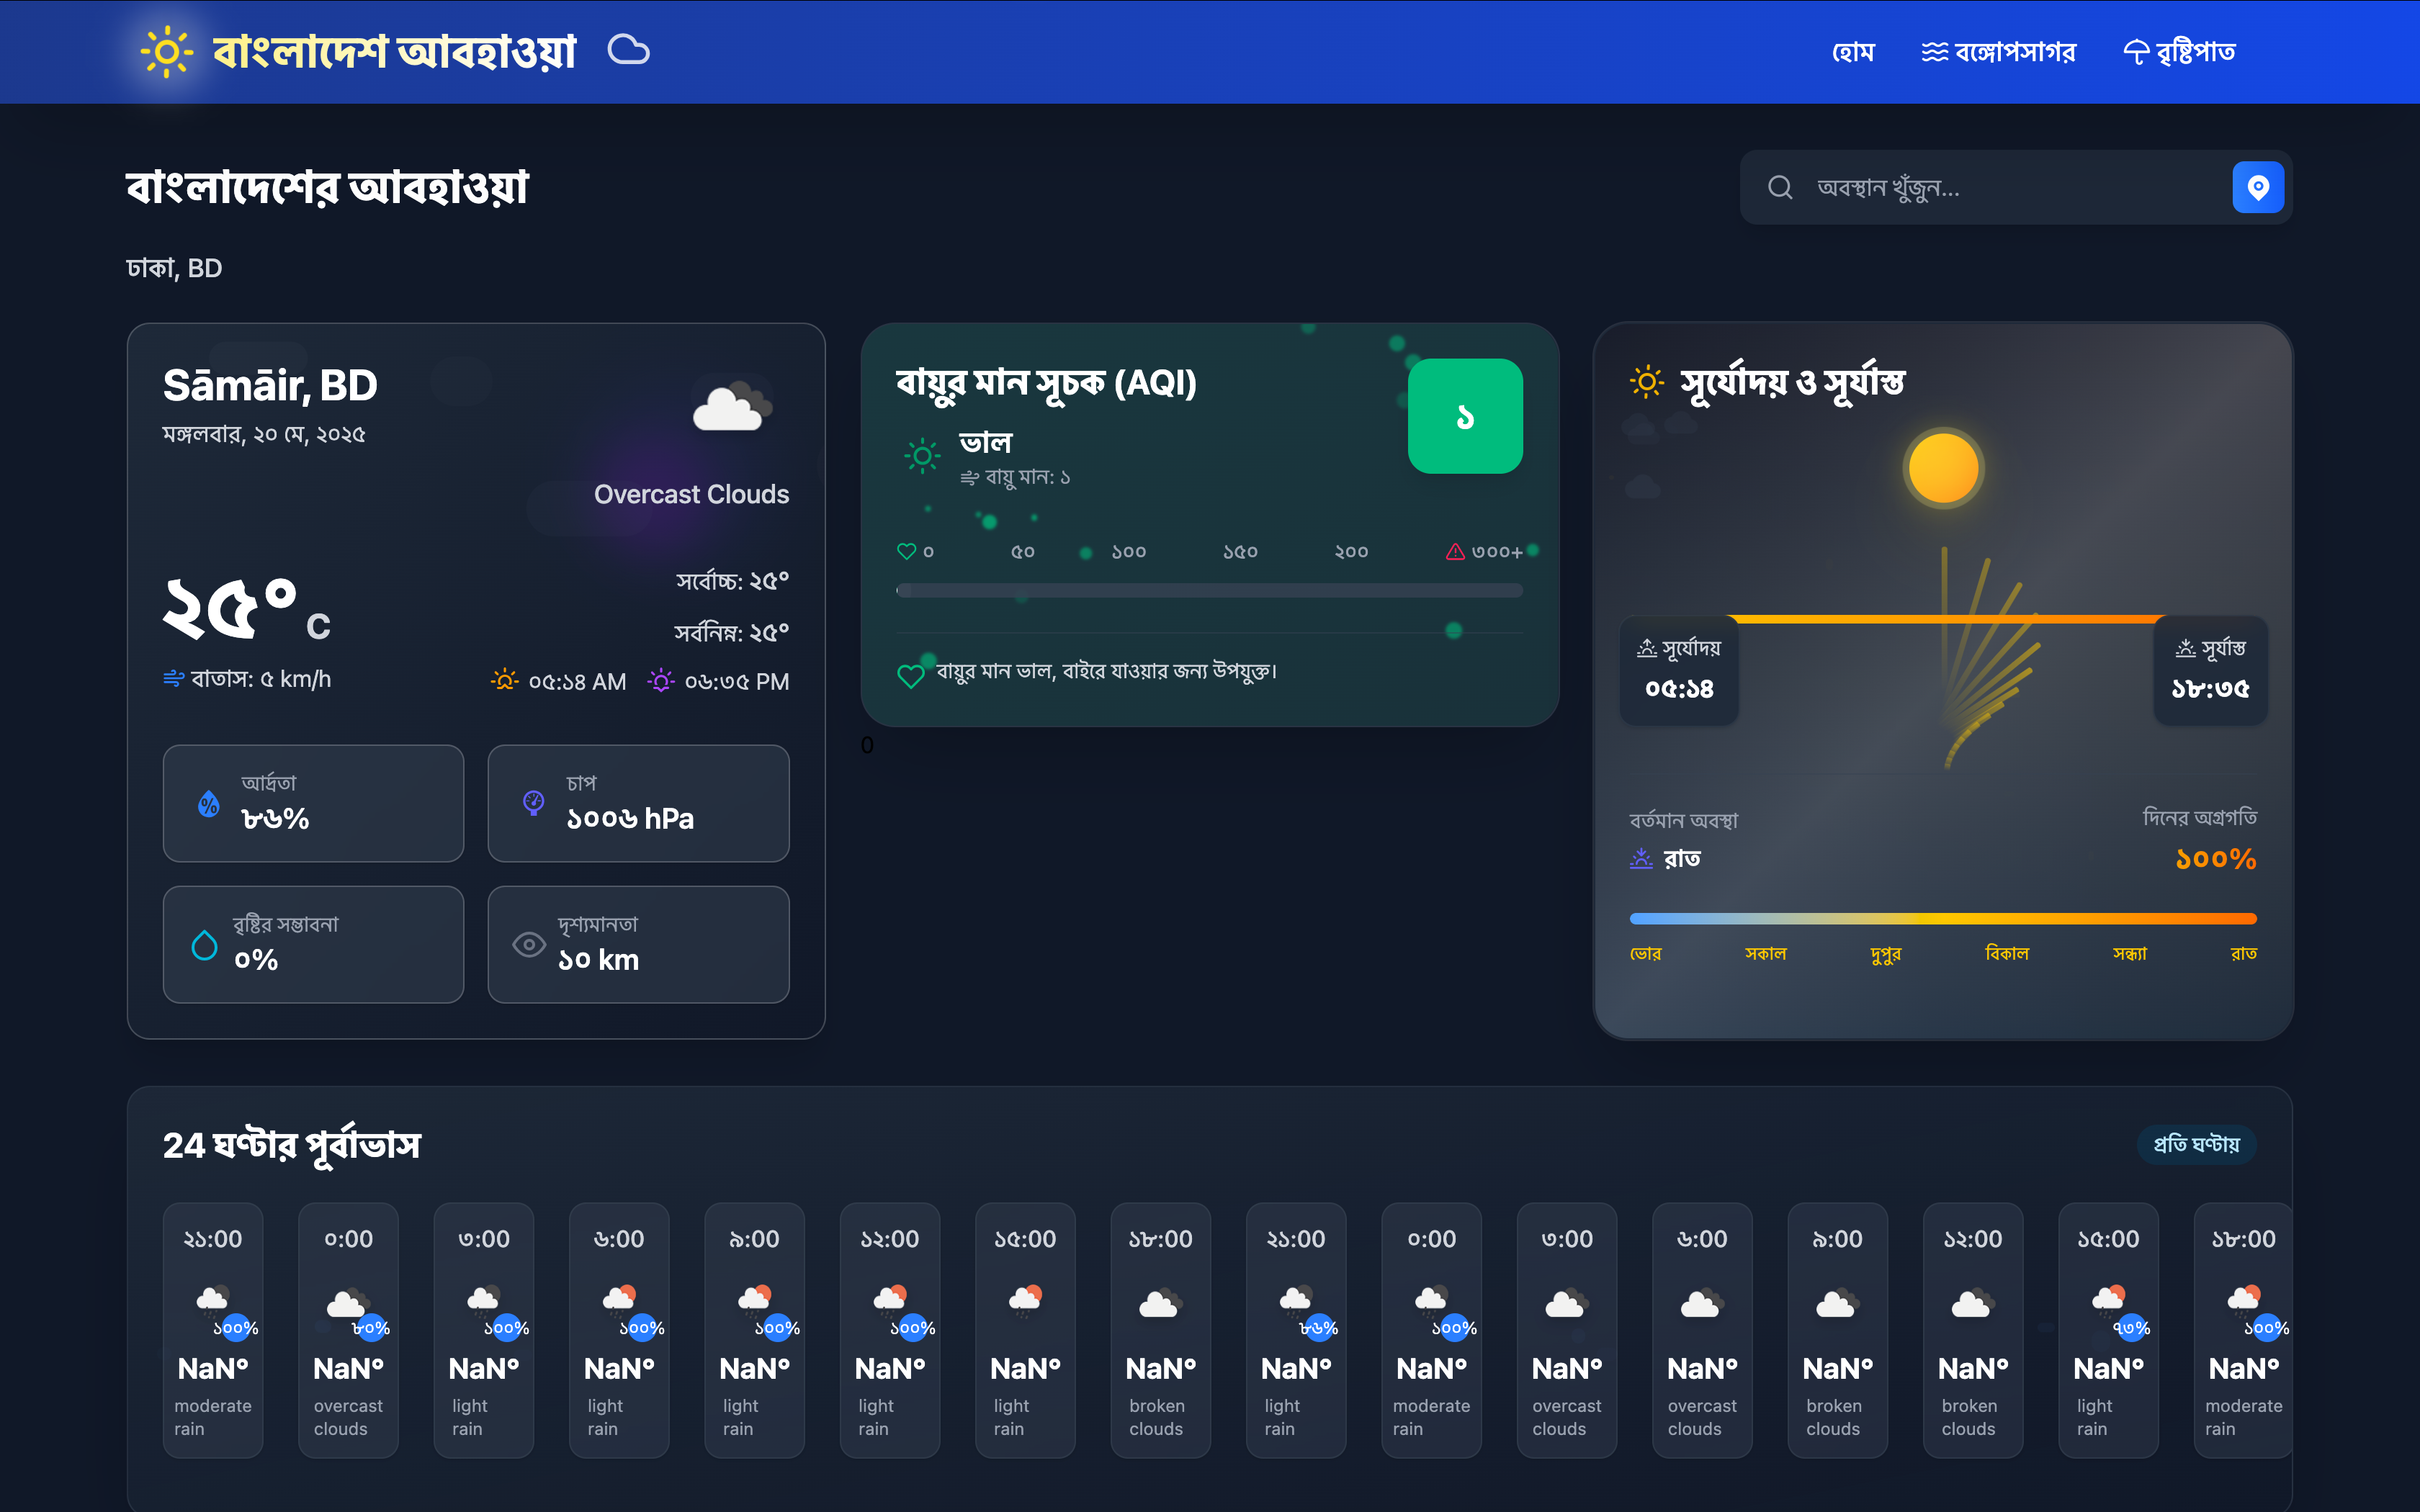 বাংলাদেশ আবহাওয়া
হোম
বঙ্গোপসাগর
বৃষ্টিপাত
বাংলাদেশের আবহাওয়া
অবস্থান খুঁজুন...
ঢাকা, BD
Sāmāir, BD
মঙ্গলবার, ২০ মে, ২০২৫
Overcast Clouds
২৫° C
সর্বোচ্চ: ২৫°
সর্বনিম্ন: ২৫°
বাতাস: ৫ km/h
০৫:১৪ AM
০৬:৩৫ PM
আর্দ্রতা
৮৬%
চাপ
১০০৬ hPa
বৃষ্টির সম্ভাবনা
০%
দৃশ্যমানতা
১০ km
বায়ুর মান সূচক (AQI)
১
ভাল
বায়ু মান: ১
০ ৫০ ১০০ ১৫০ ২০০ ৩০০+
বায়ুর মান ভাল, বাইরে যাওয়ার জন্য উপযুক্ত।
0
সূর্যোদয় ও সূর্যাস্ত
সূর্যোদয়
০৫:১৪
সূর্যাস্ত
১৮:৩৫
বর্তমান অবস্থা
রাত
দিনের অগ্রগতি
১০০%
ভোর সকাল দুপুর বিকাল সন্ধ্যা রাত
24 ঘণ্টার পূর্বাভাস
প্রতি ঘণ্টায়
২১:00 ০:00 ৩:00 ৬:00 ৯:00 ১২:00 ১৫:00 ১৮:00 ২১:00 ০:00 ৩:00 ৬:00 ৯:00 ১২:00 ১৫:00 ১৮:00
১০০% ৮০% ১০০% ১০০% ১০০% ১০০% ৮৬% ১০০% ৭৩% ১০০%
NaN° NaN° NaN° NaN° NaN° NaN° NaN° NaN° NaN° NaN° NaN° NaN° NaN° NaN° NaN° NaN°
moderate overcast light light light light light broken light moderate overcast overcast broken broken light moderate
rain clouds rain rain rain rain rain clouds rain rain clouds clouds clouds clouds rain rain